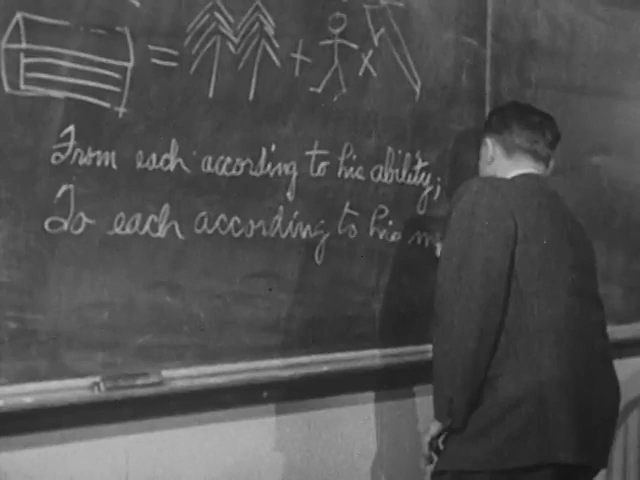 = + x
From each according to his ability;
To each according to his